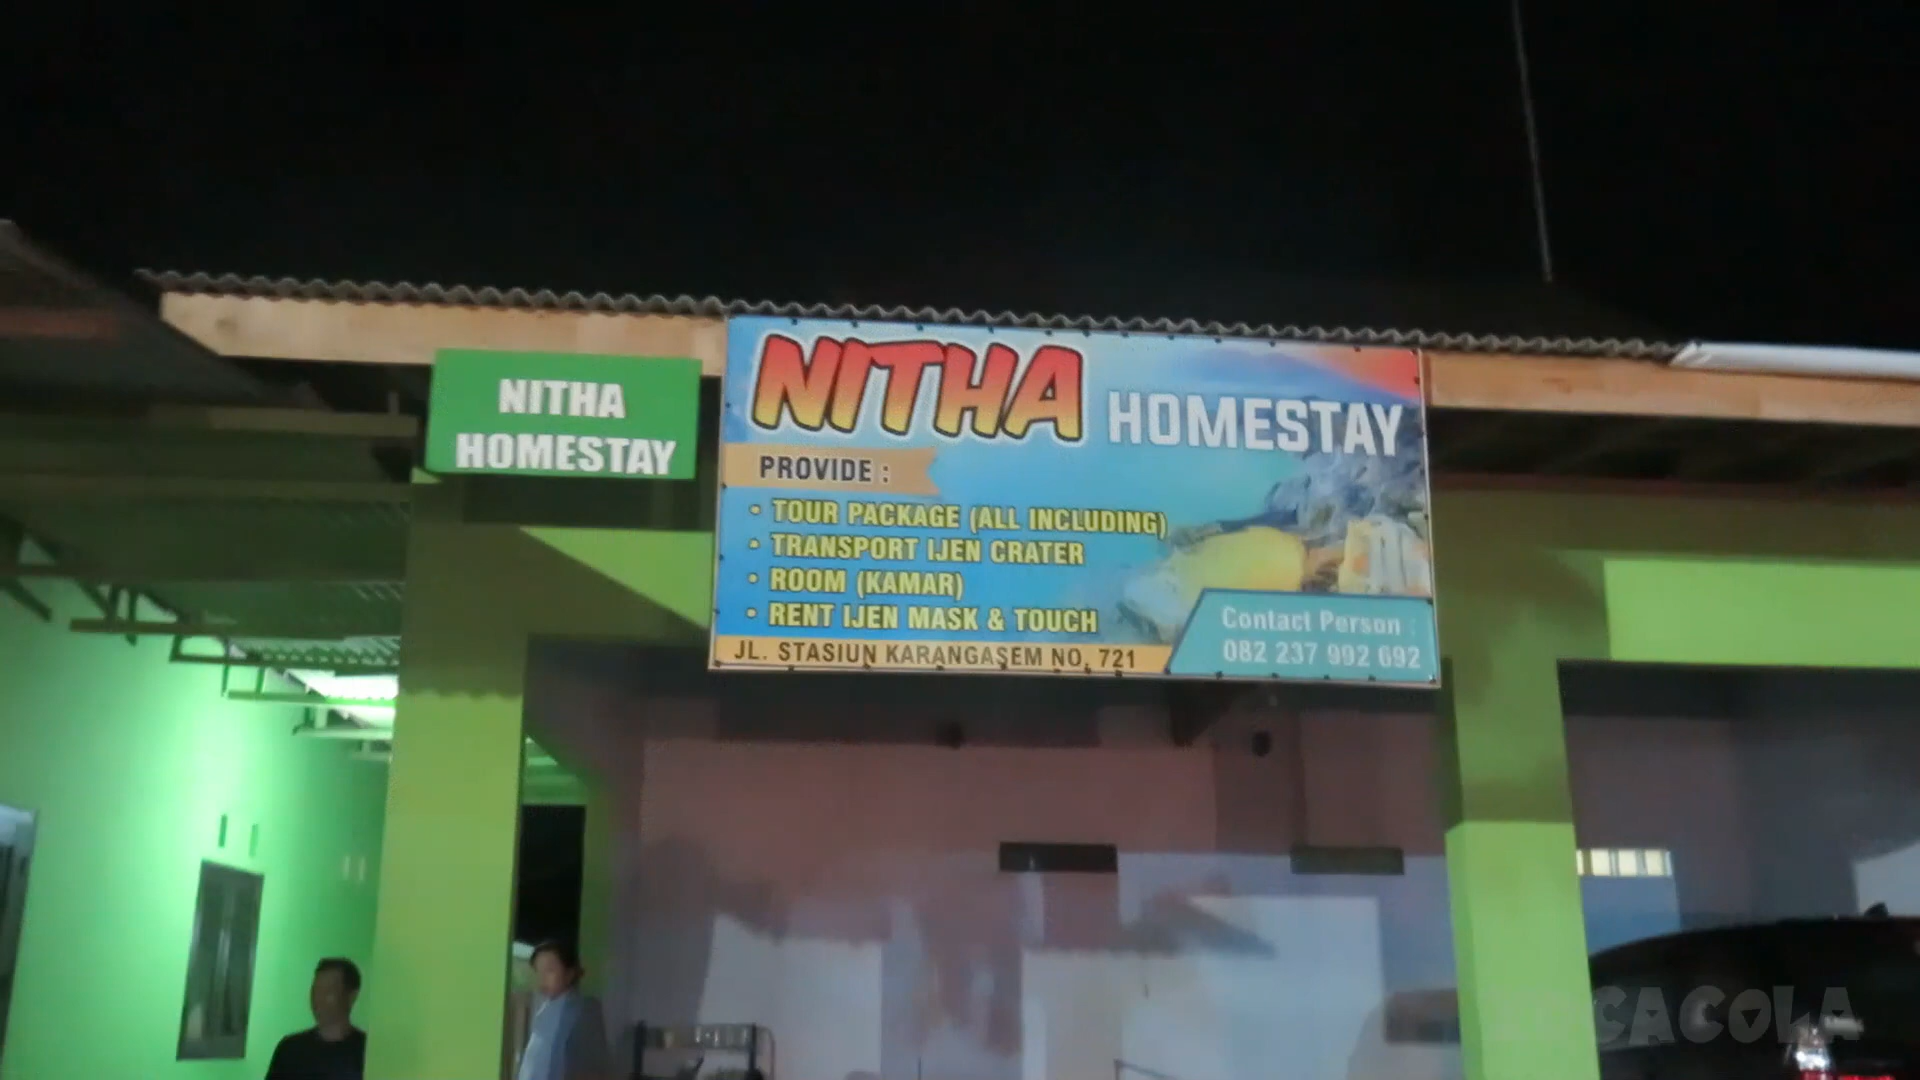 NITHA
HOMESTAY
NITHA HOMESTAY
PROVIDE :
• TOUR PACKAGE (ALL INCLUDING)
• TRANSPORT IJEN CRATER
• ROOM (KAMAR)
• RENT IJEN MASK & TOUCH
JL. STASIUN KARANGASEM NO. 721
Contact Person :
082 237 992 692